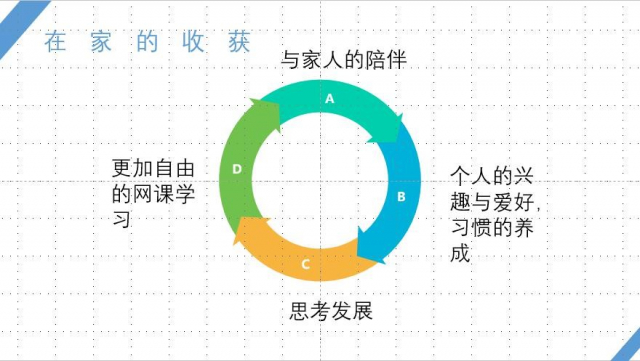 在家的收获
与家人的陪伴
A
B
C
D
个人的兴
趣与爱好，
习惯的养
成
思考发展
更加自由
的网课学
习